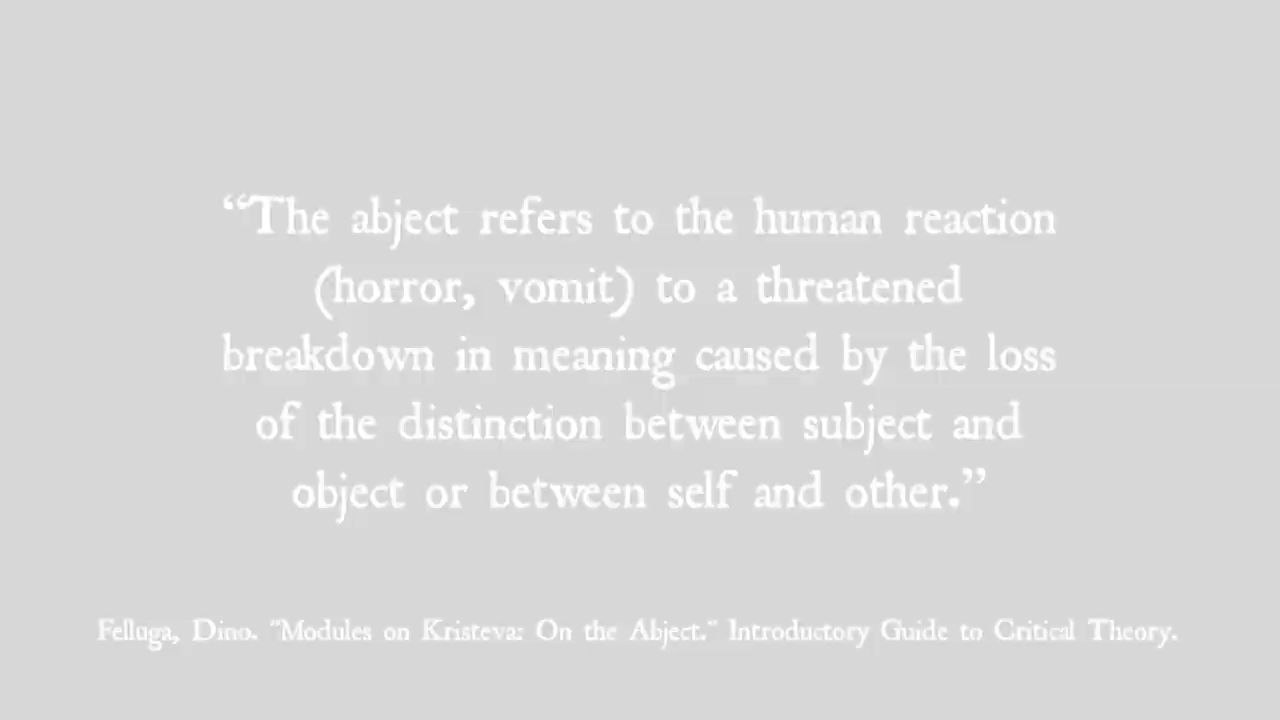 “The abject refers to the human reaction
(horror, vomit) to a threatened
breakdown in meaning caused by the loss
of the distinction between subject and
object or between self and other.”
Felluga, Dino. "Modules on Kristeva: On the Abject." Introductory Guide to Critical Theory.